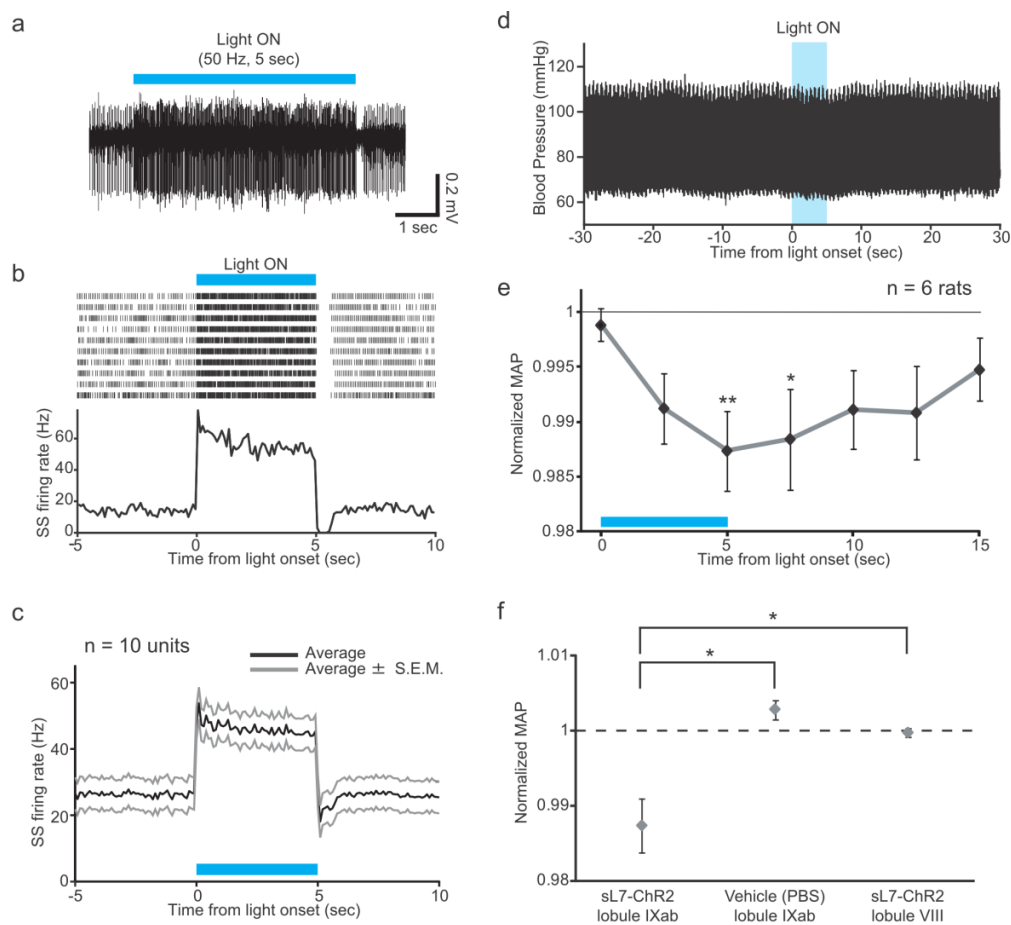 a
Light ON
(50 Hz, 5 sec)
0.2 mV
1 sec
b
Light ON
SS firing rate (Hz)
60
40
20
0
-5 0 5 10
Time from light onset (sec)
c
n = 10 units
Average
Average ± S.E.M.
SS firing rate (Hz)
60
40
20
0
-5 0 5 10
Time from light onset (sec)
d
Light ON
Blood Pressure (mmHg)
120
100
80
60
-30 -20 -10 0 10 20 30
Time from light onset (sec)
e
n = 6 rats
Normalized MAP
1
0.995
0.99
0.985
0.98
**
*
0 5 10 15
Time from light onset (sec)
f
*
*
Normalized MAP
1.01
1
0.99
0.98
sL7-ChR2
lobule IXab
Vehicle (PBS)
lobule IXab
sL7-ChR2
lobule VIII